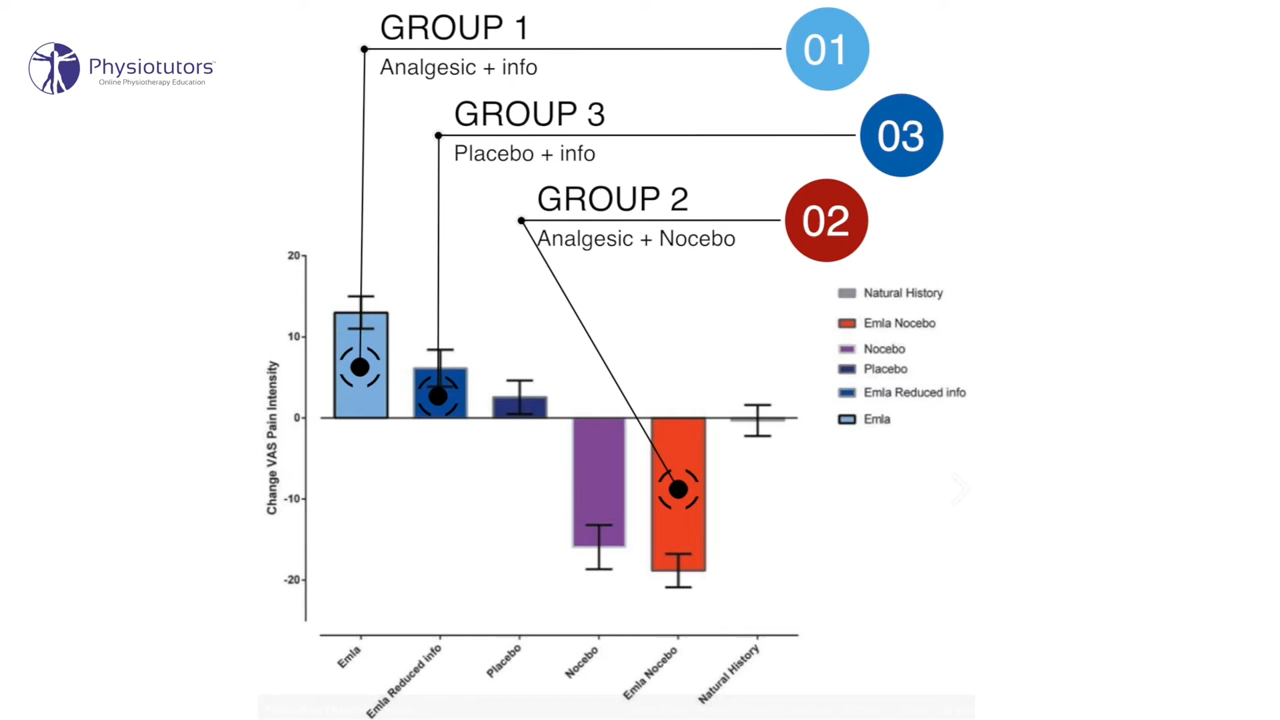 Physiotutors
Online Physiotherapy Education
GROUP 1
Analgesic + info
01
GROUP 3
Placebo + info
03
GROUP 2
Analgesic + Nocebo
02
Change VAS Pain Intensity
20
10
0
-10
-20
Emla
Emla Reduced info
Placebo
Nocebo
Emla Nocebo
Natural History
Natural History
Emla Nocebo
Nocebo
Placebo
Emla Reduced info
Emla